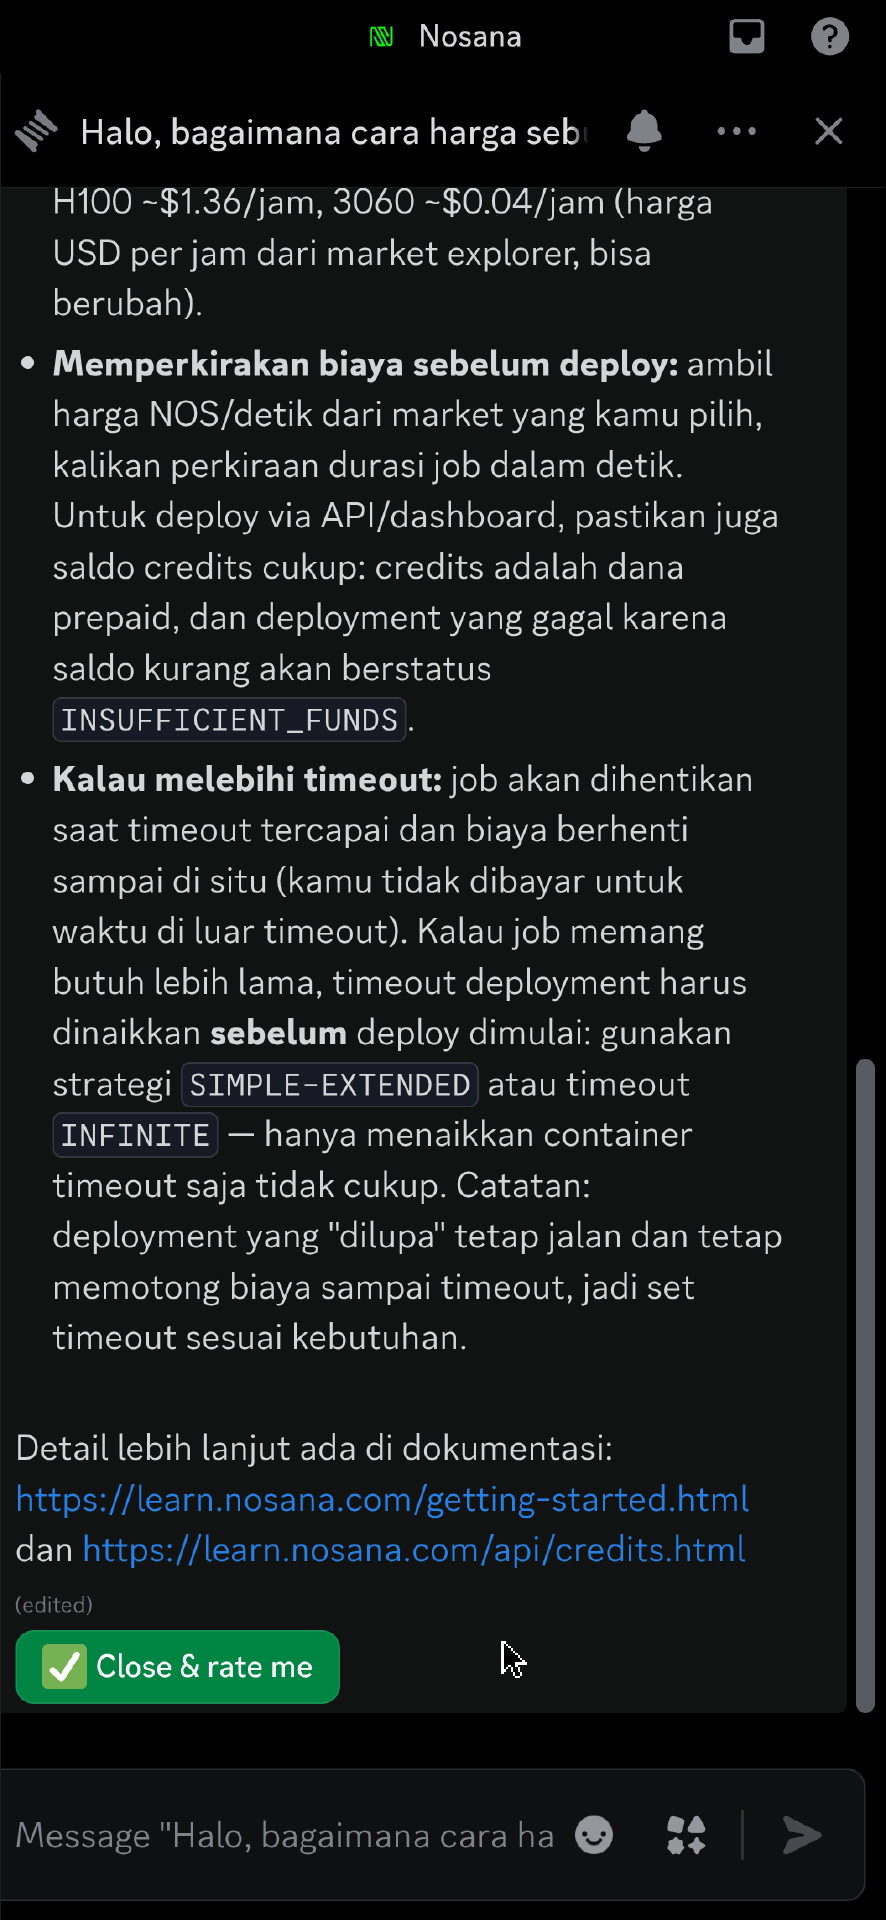 Nosana
Halo, bagaimana cara harga seb
H100 ~$1.36/jam, 3060 ~$0.04/jam (harga
USD per jam dari market explorer, bisa
berubah).
• Memperkirakan biaya sebelum deploy: ambil
harga NOS/detik dari market yang kamu pilih,
kalikan perkiraan durasi job dalam detik.
Untuk deploy via API/dashboard, pastikan juga
saldo credits cukup: credits adalah dana
prepaid, dan deployment yang gagal karena
saldo kurang akan berstatus
INSUFFICIENT_FUNDS.
• Kalau melebihi timeout: job akan dihentikan
saat timeout tercapai dan biaya berhenti
sampai di situ (kamu tidak dibayar untuk
waktu di luar timeout). Kalau job memang
butuh lebih lama, timeout deployment harus
dinaikkan sebelum deploy dimulai: gunakan
strategi SIMPLE-EXTENDED atau timeout
INFINITE — hanya menaikkan container
timeout saja tidak cukup. Catatan:
deployment yang "dilupa" tetap jalan dan tetap
memotong biaya sampai timeout, jadi set
timeout sesuai kebutuhan.
Detail lebih lanjut ada di dokumentasi:
https://learn.nosana.com/getting-started.html
dan https://learn.nosana.com/api/credits.html
(edited)
✅ Close & rate me
Message "Halo, bagaimana cara ha